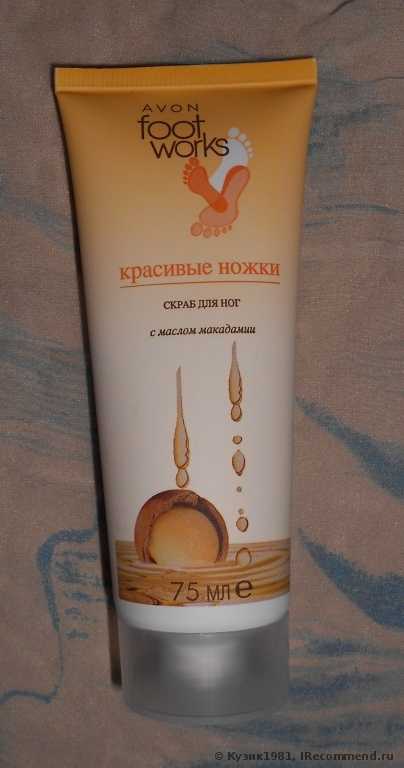 AVON
foot
works
красивые ножки
СКРАБ ДЛЯ НОГ
с маслом макадамии
75 МЛ e
© Кузик1981, IRecommend.ru